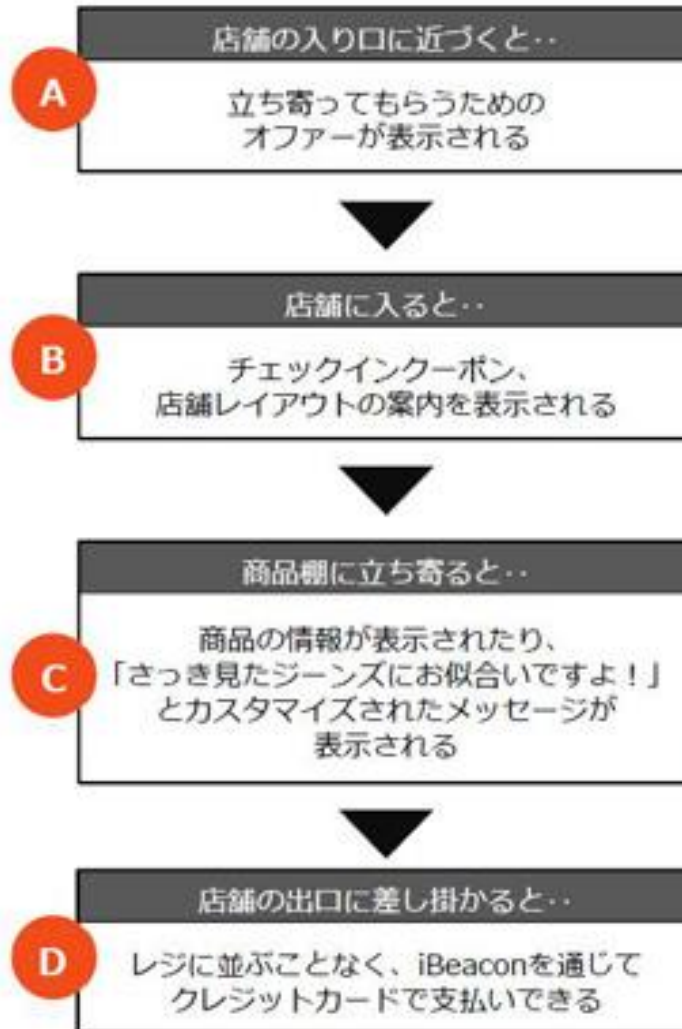 店舗の入り口に近づくと‥
A
立ち寄ってもらうための
オファーが表示される
店舗に入ると‥
B
チェックインクーポン、
店舗レイアウトの案内を表示される
商品棚に立ち寄ると‥
C
商品の情報が表示されたり、
「さっき見たジーンズにお似合いですよ！」
とカスタマイズされたメッセージが
表示される
店舗の出口に差し掛かると‥
D
レジに並ぶことなく、iBeaconを通じて
クレジットカードで支払いできる